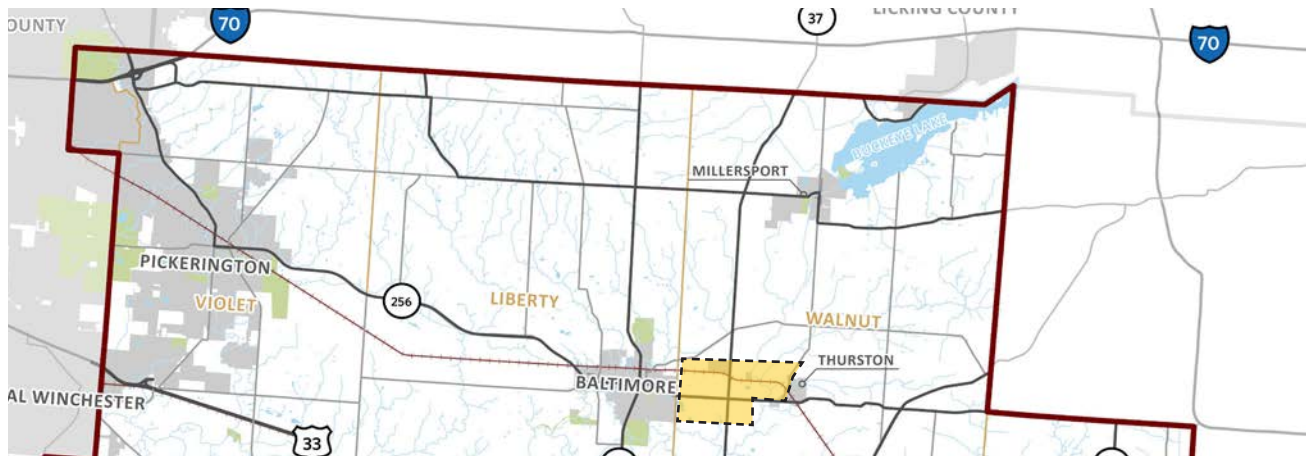 OUNTY
70
37
LICKING COUNTY
70
BUCKEYE LAKE
MILLERSPORT
PICKERINGTON
VIOLET
256
LIBERTY
WALNUT
THURSTON
BALTIMORE
AL WINCHESTER
33